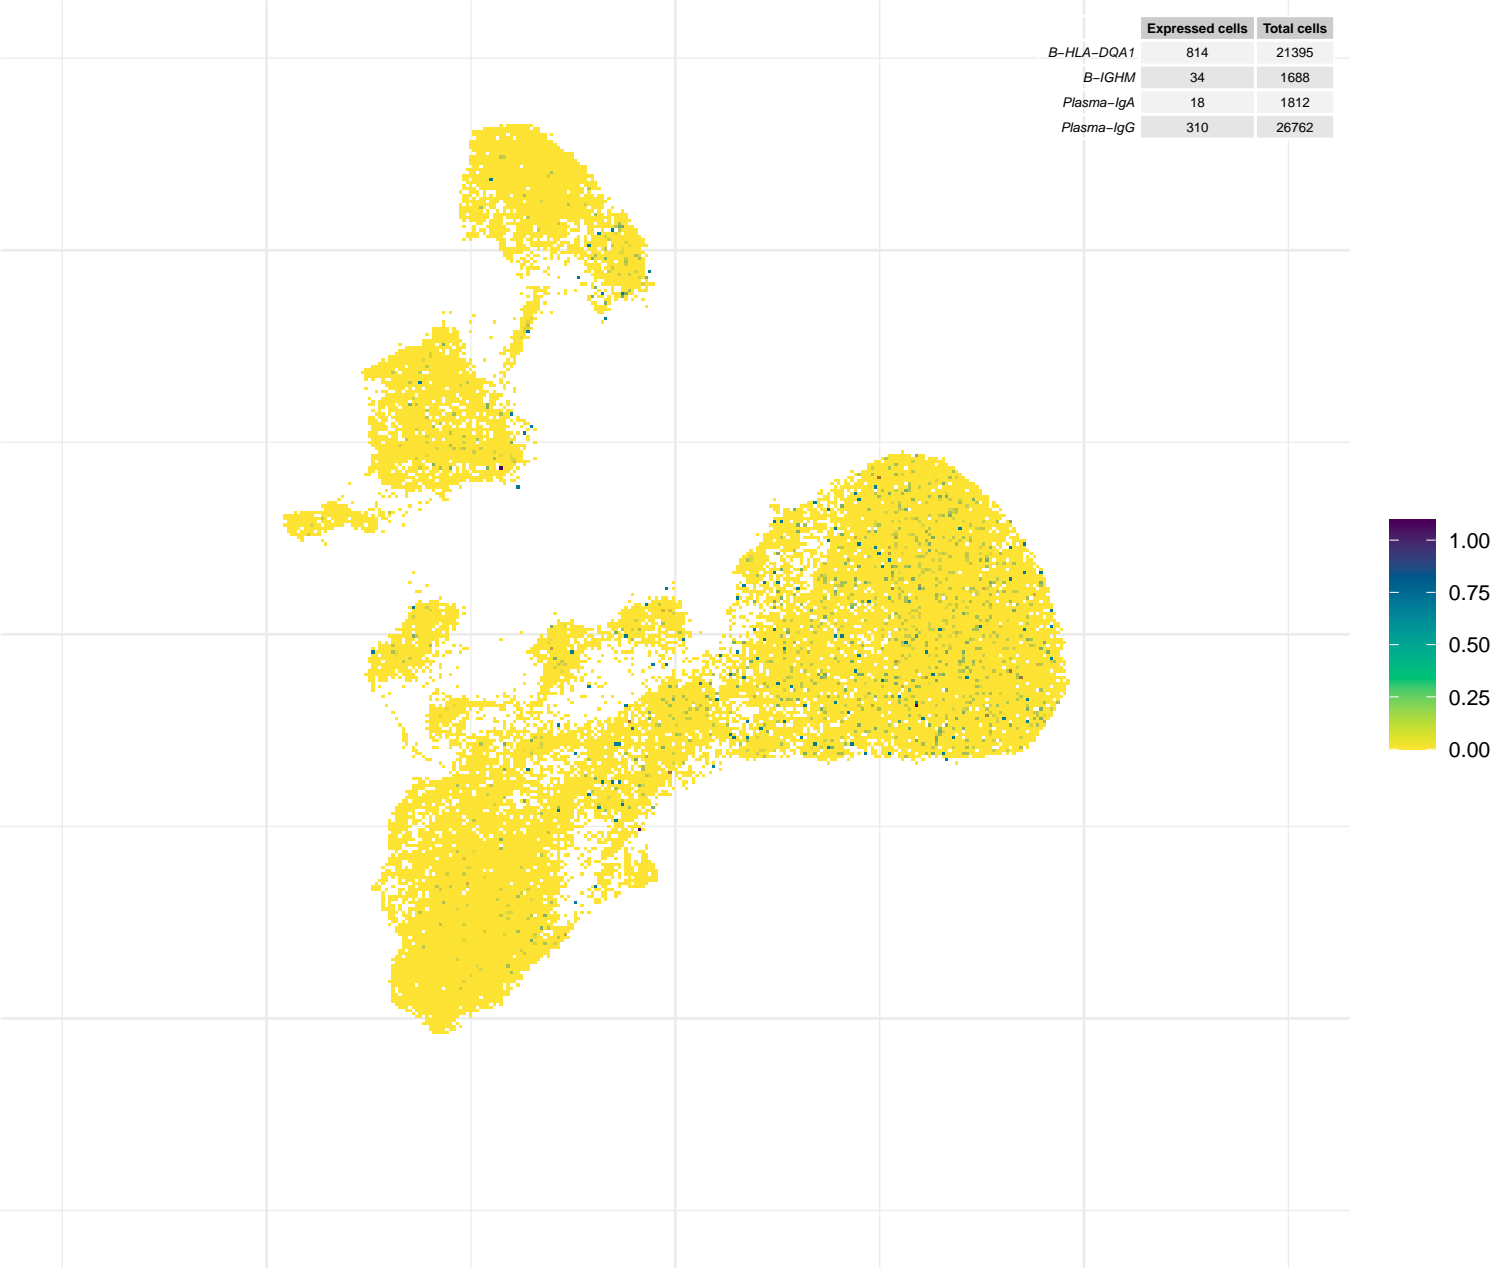 Expressed cells Total cells
B−HLA−DQA1 814 21395
B−IGHM 34 1688
Plasma−IgA 18 1812
Plasma−IgG 310 26762
1.00
0.75
0.50
0.25
0.00